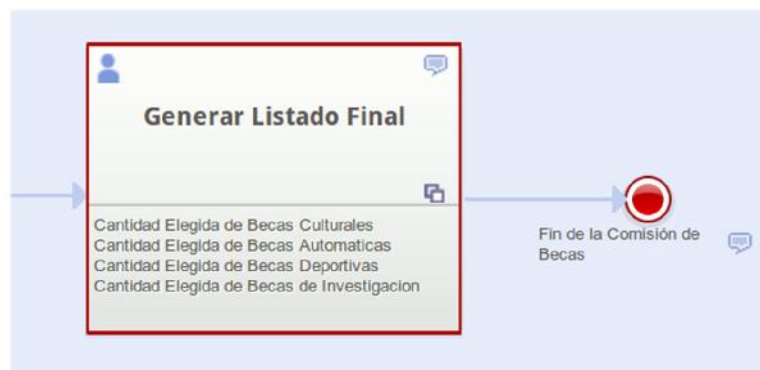 Generar Listado Final
Cantidad Elegida de Becas Culturales
Cantidad Elegida de Becas Automaticas
Cantidad Elegida de Becas Deportivas
Cantidad Elegida de Becas de Investigacion
Fin de la Comisión de
Becas